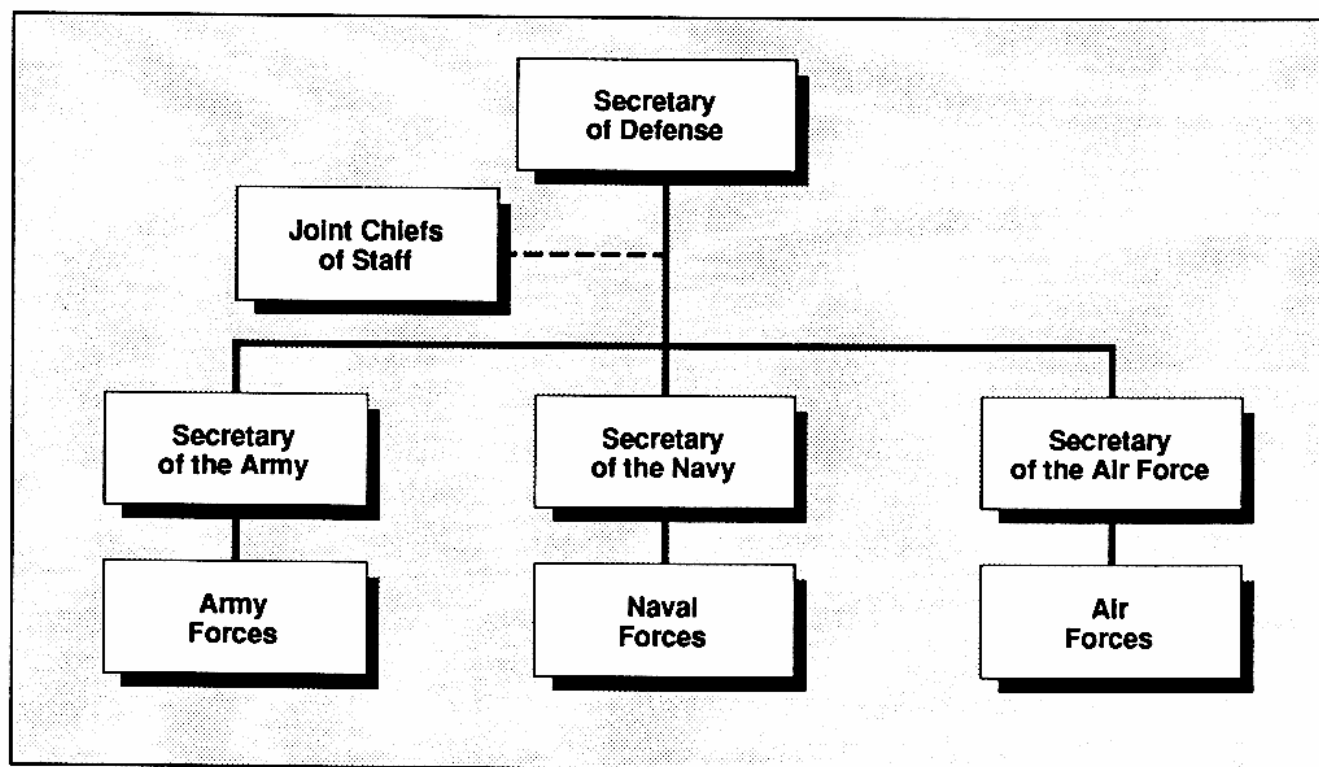 Secretary
of Defense
Joint Chiefs
of Staff
Secretary
of the Army
Secretary
of the Navy
Secretary
of the Air Force
Army
Forces
Naval
Forces
Air
Forces